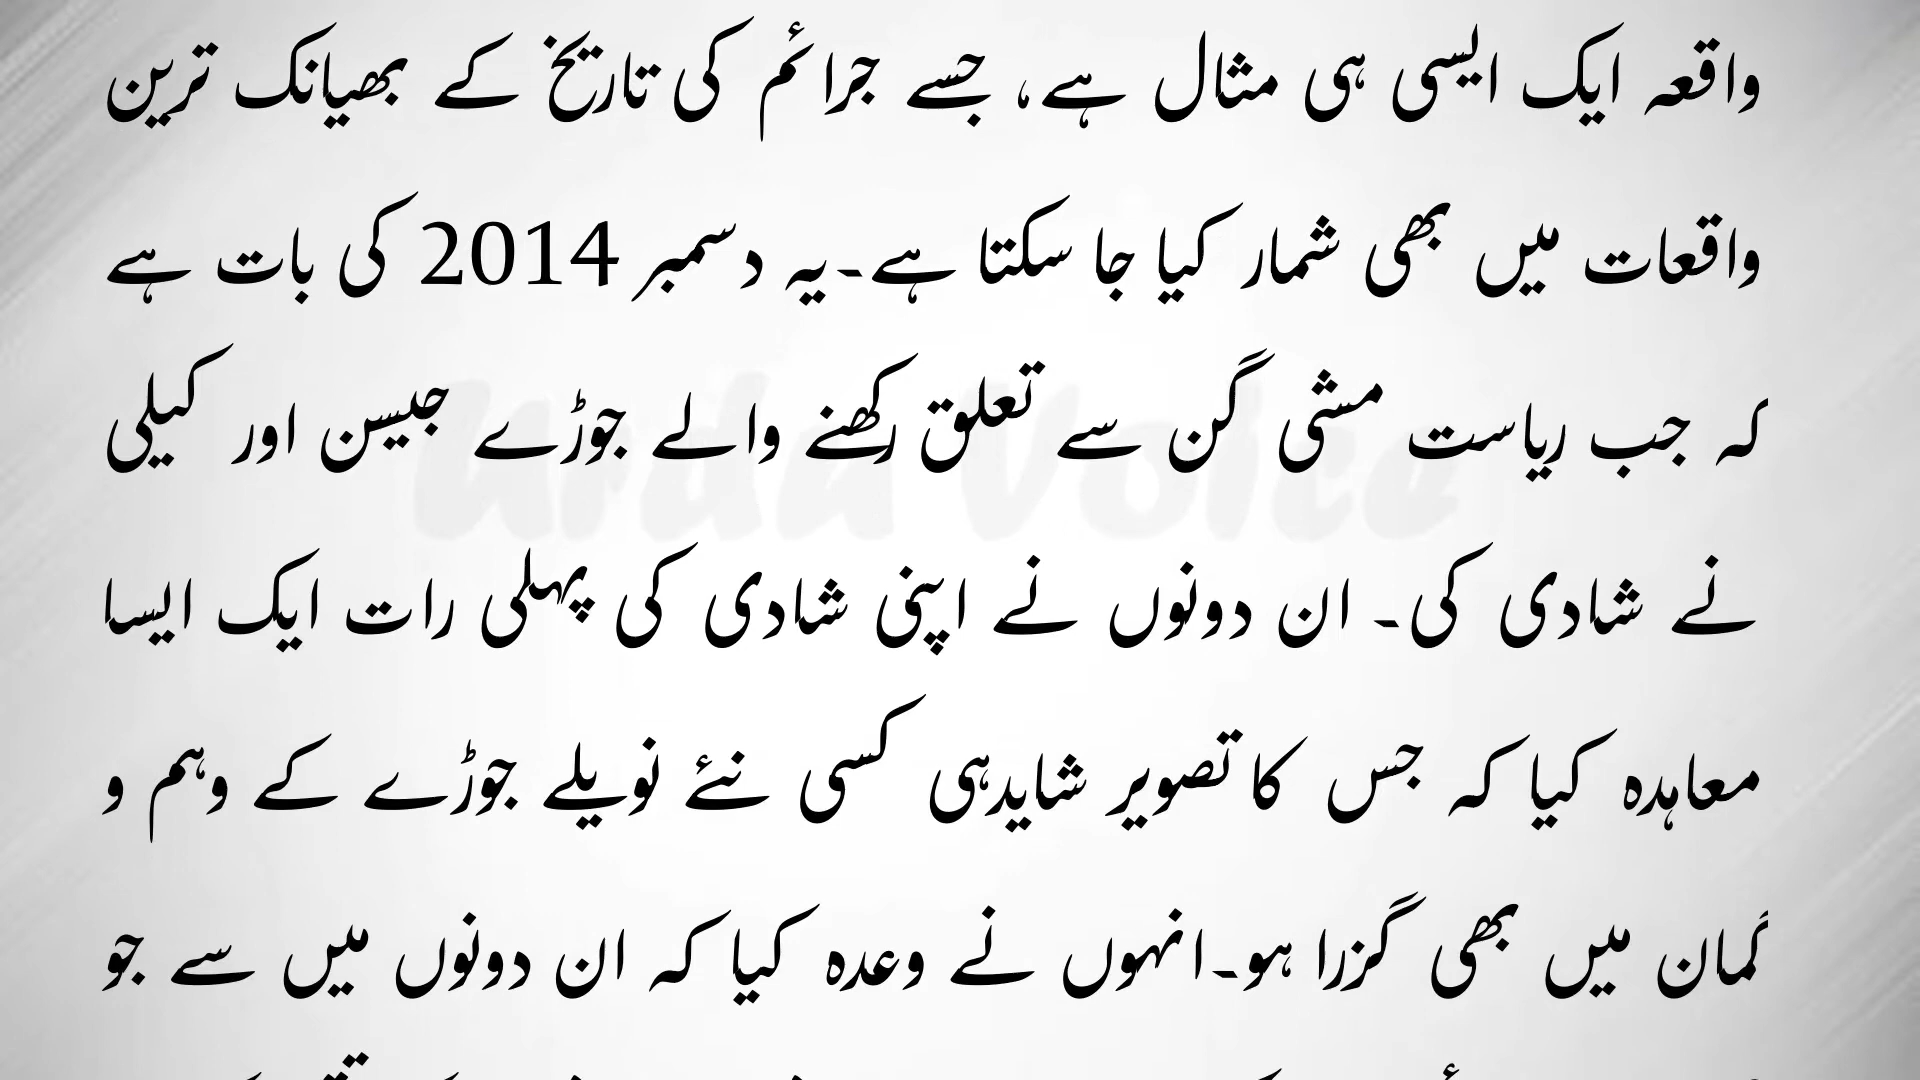 واقعہ ایک ایسی ہی مثال ہے، جسے جرائم کی تاریخ کے بھیانک ترین
واقعات میں بھی شمار کیا جا سکتا ہے۔یہ دسمبر 2014 کی بات ہے
کہ جب ریاست مشی گن سے تعلق رکھنے والے جوڑے جیسن اور کیلی
نے شادی کی۔ ان دونوں نے اپنی شادی کی پہلی رات ایک ایسا
معاہدہ کیا کہ جس کا تصویر شایدہی کسی نئے نویلے جوڑے کے وہم و
گمان میں بھی گزرا ہو۔انہوں نے وعدہ کیا کہ ان دونوں میں سے جو
Urdu Voice